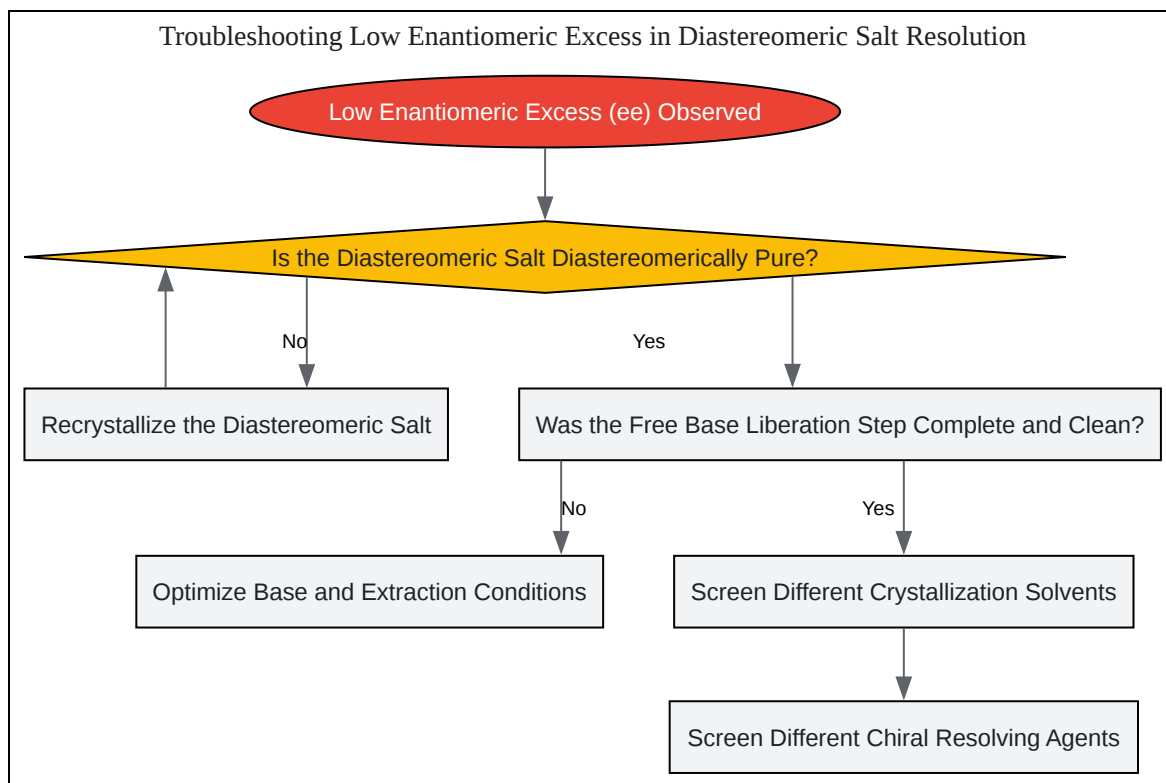 Troubleshooting Low Enantiomeric Excess in Diastereomeric Salt Resolution
Low Enantiomeric Excess (ee) Observed
Is the Diastereomeric Salt Diastereomerically Pure?
No
Yes
Recrystallize the Diastereomeric Salt
Was the Free Base Liberation Step Complete and Clean?
No
Yes
Optimize Base and Extraction Conditions
Screen Different Crystallization Solvents
Screen Different Chiral Resolving Agents